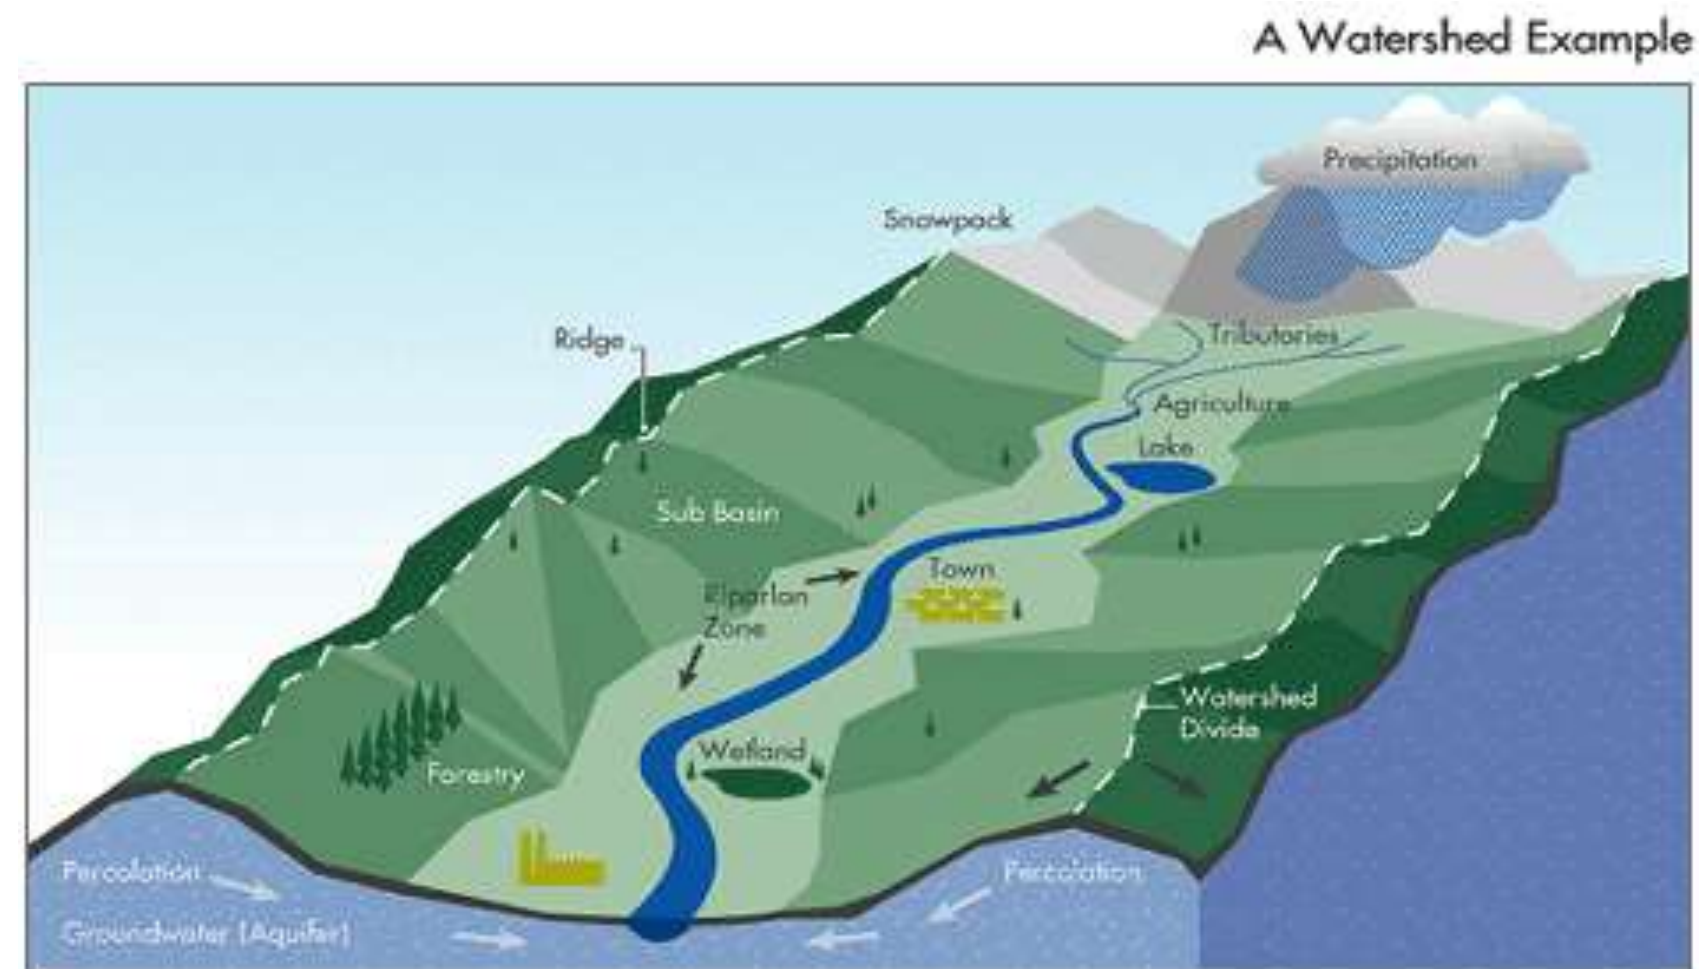 A Watershed Example
Precipitation
Snowpack
Ridge
Tributaries
Agriculture
Lake
Sub Basin
Town
Riparian
Zone
Watershed
Divide
Wetland
Forestry
Percolation
Percolation
Groundwater (Aquifer)